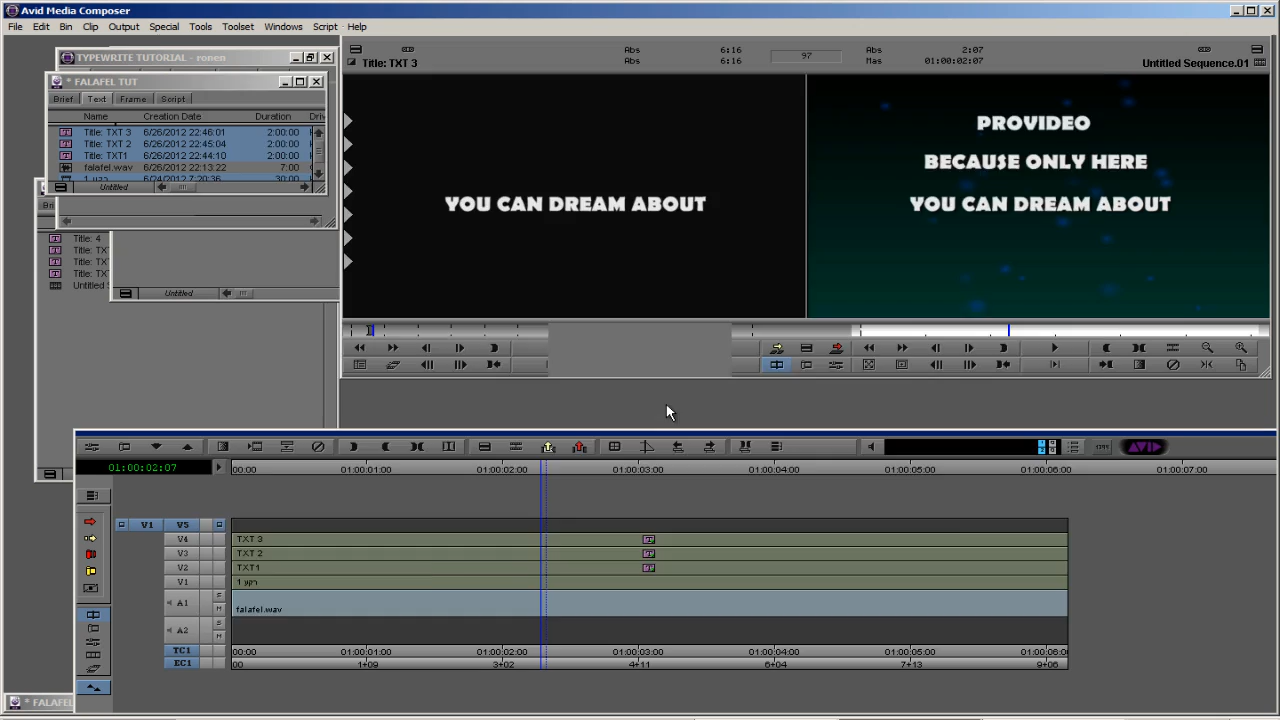 Avid Media Composer
File Edit Bin Clip Output Special Tools Toolset Windows Script Help
TYPEWRITE TUTORIAL - ronen
* FALAFEL TUT
Brief Text Frame Script
Name Creation Date Duration
Title: TXT 3 6/26/2012 22:46:01 2:00:00
Title: TXT 2 6/26/2012 22:45:04 2:00:00
Title: TXT1 6/26/2012 22:44:10 2:00:00
falafel.wav 6/26/2012 22:13:22 7:00
6/24/2012 7:20:36 30:00
Untitled
Title: 4
Untitled
Abs 6:16
Abs 6:16
97
Abs 2:07
Mas 01:00:02:07
Title: TXT 3
Untitled Sequence.01
YOU CAN DREAM ABOUT
PROVIDEO
BECAUSE ONLY HERE
YOU CAN DREAM ABOUT
01:00:02:07
00:00 01:00:01:00 01:00:02:00 01:00:03:00 01:00:04:00 01:00:05:00 01:00:06:00 01:00:07:00
V1 V5
V4 TXT 3
V3 TXT 2
V2 TXT1
V1 רקע 1
A1 S M falafel.wav
A2 S M
TC1 00:00 01:00:01:00 01:00:02:00 01:00:03:00 01:00:04:00 01:00:05:00 01:00:06:0
EC1 00 1+09 3+02 4+11 6+04 7+13 9+06
* FALAFEL